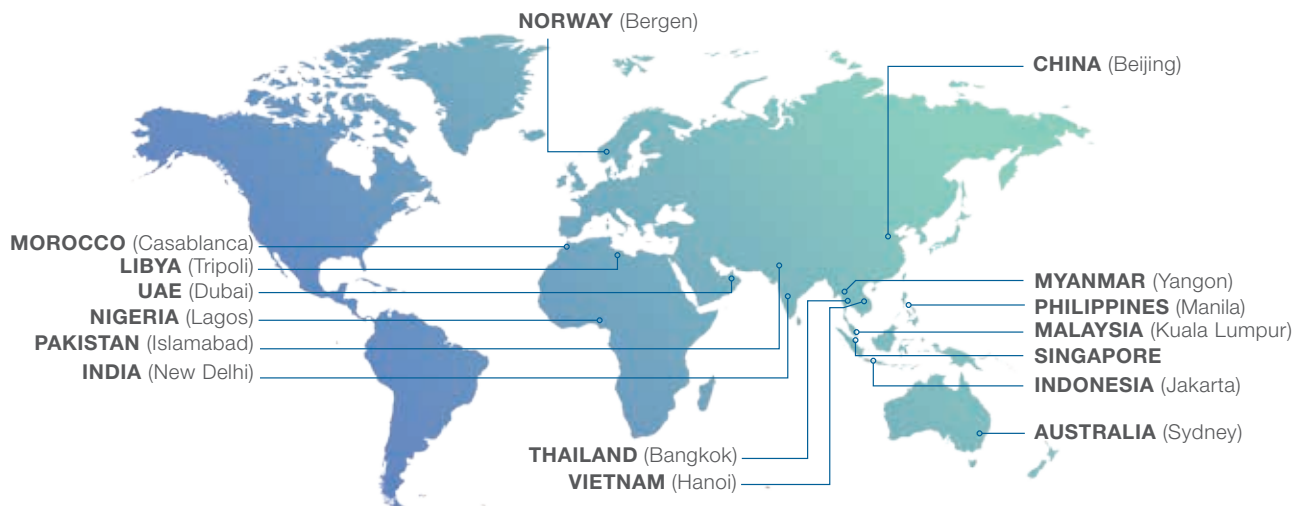 NORWAY (Bergen)
CHINA (Beijing)
MOROCCO (Casablanca)
LIBYA (Tripoli)
UAE (Dubai)
NIGERIA (Lagos)
PAKISTAN (Islamabad)
INDIA (New Delhi)
MYANMAR (Yangon)
PHILIPPINES (Manila)
MALAYSIA (Kuala Lumpur)
SINGAPORE
INDONESIA (Jakarta)
AUSTRALIA (Sydney)
THAILAND (Bangkok)
VIETNAM (Hanoi)